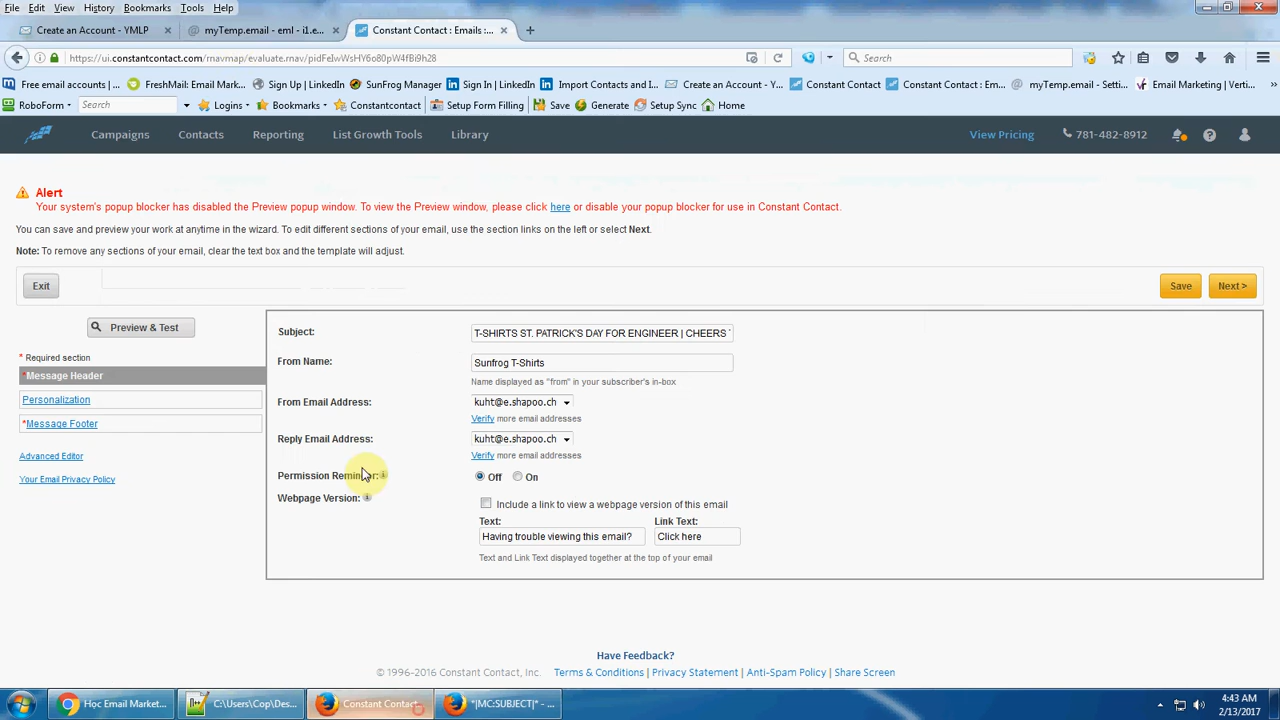 File Edit View History Bookmarks Tools Help
Create an Account - YMLP × @ myTemp.email - eml - i1.e... × Constant Contact : Emails :... × +
https://ui.constantcontact.com/rnavmap/evaluate.rnav/pidFeIwWsHY6o80pW4fBi9h28 Search
Free email accounts |... FreshMail: Email Mark... Sign Up | LinkedIn SunFrog Manager Sign In | LinkedIn Import Contacts and I... Create an Account - ... Constant Contact Constant Contact : Em... @ myTemp.email - Setti... Email Marketing | Verti...
RoboForm Search Logins Bookmarks Constantcontact Setup Form Filling Save Generate Setup Sync Home
Campaigns Contacts Reporting List Growth Tools Library View Pricing 781-482-8912
Alert
Your system's popup blocker has disabled the Preview popup window. To view the Preview window, please click here or disable your popup blocker for use in Constant Contact.
You can save and preview your work at anytime in the wizard. To edit different sections of your email, use the section links on the left or select Next.
Note: To remove any sections of your email, clear the text box and the template will adjust.
Exit Save Next >
Preview & Test
* Required section
*Message Header
Personalization
*Message Footer
Advanced Editor
Your Email Privacy Policy
Subject: T-SHIRTS ST. PATRICK'S DAY FOR ENGINEER | CHEERS
From Name: Sunfrog T-Shirts
Name displayed as "from" in your subscriber's in-box
From Email Address: kuht@e.shapoo.ch
Verify more email addresses
Reply Email Address: kuht@e.shapoo.ch
Verify more email addresses
Permission Reminder: Off On
Webpage Version:
Include a link to view a webpage version of this email
Text: Link Text:
Having trouble viewing this email? Click here
Text and Link Text displayed together at the top of your email
Have Feedback?
© 1996-2016 Constant Contact, Inc. Terms & Conditions | Privacy Statement | Anti-Spam Policy | Share Screen
Học Email Market... C:\Users\Cop\Des... Constant Contact... *|MC:SUBJECT|* - ... 4:43 AM
2/13/2017